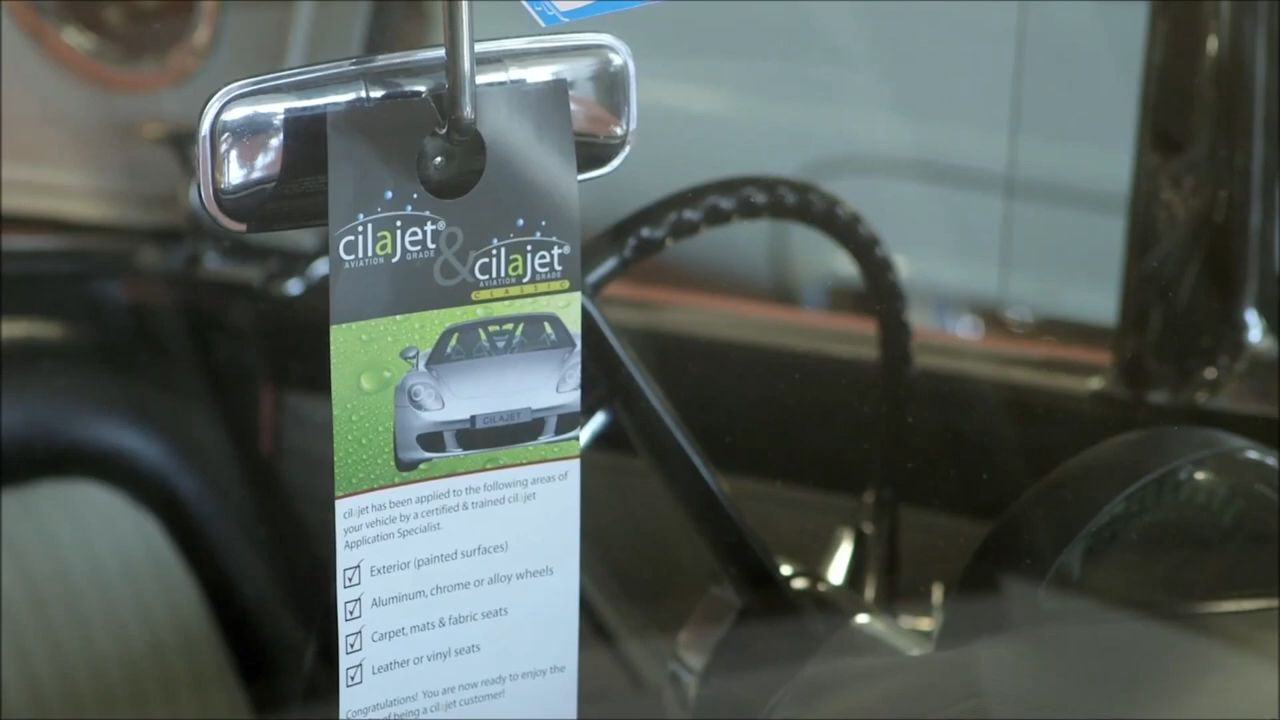 cilajet®
AVIATION GRADE
&
cilajet®
AVIATION GRADE
CLASSIC
CILAJET
cilajet has been applied to the following areas of
your vehicle by a certified & trained cilajet
Application Specialist.
Exterior (painted surfaces)
Aluminum, chrome or alloy wheels
Carpet, mats & fabric seats
Leather or vinyl seats
Congratulations! You are now ready to enjoy the
of being a cilajet customer!